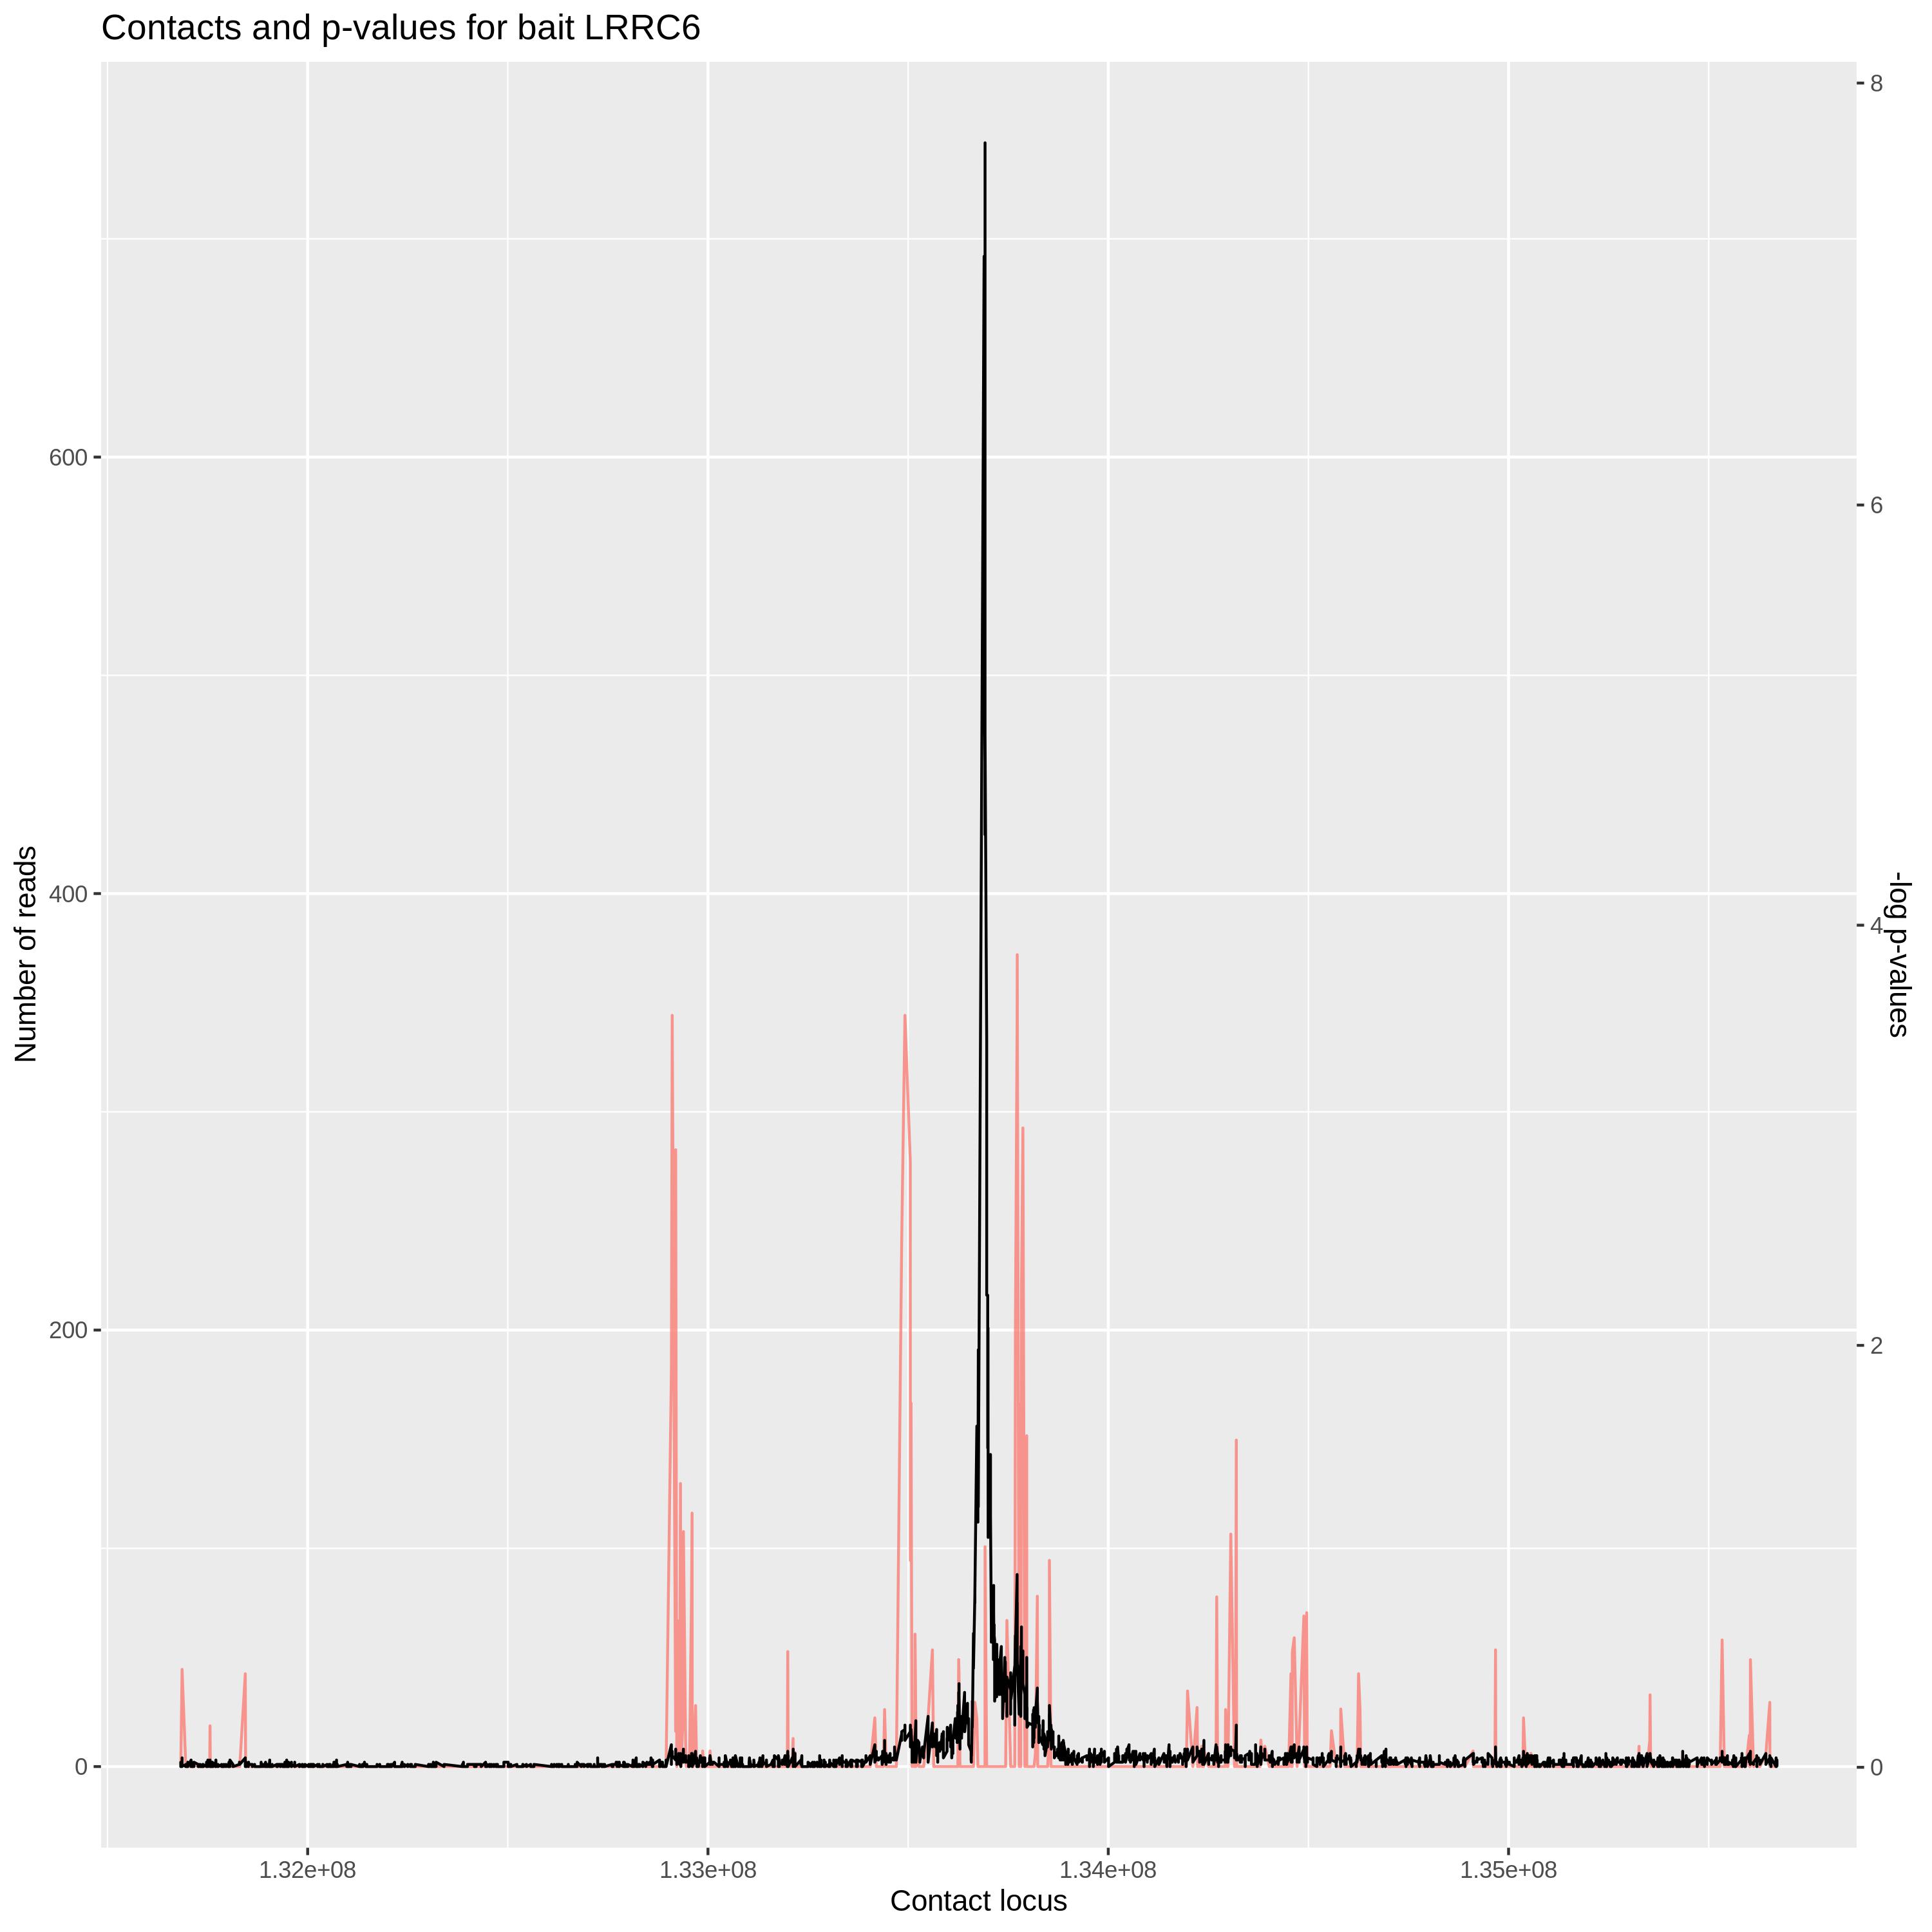 Contacts and p-values for bait LRRC6
8
600
6
400
4
Number of reads
-log p-values
200
2
0
0
1.32e+08
1.33e+08
1.34e+08
1.35e+08
Contact locus